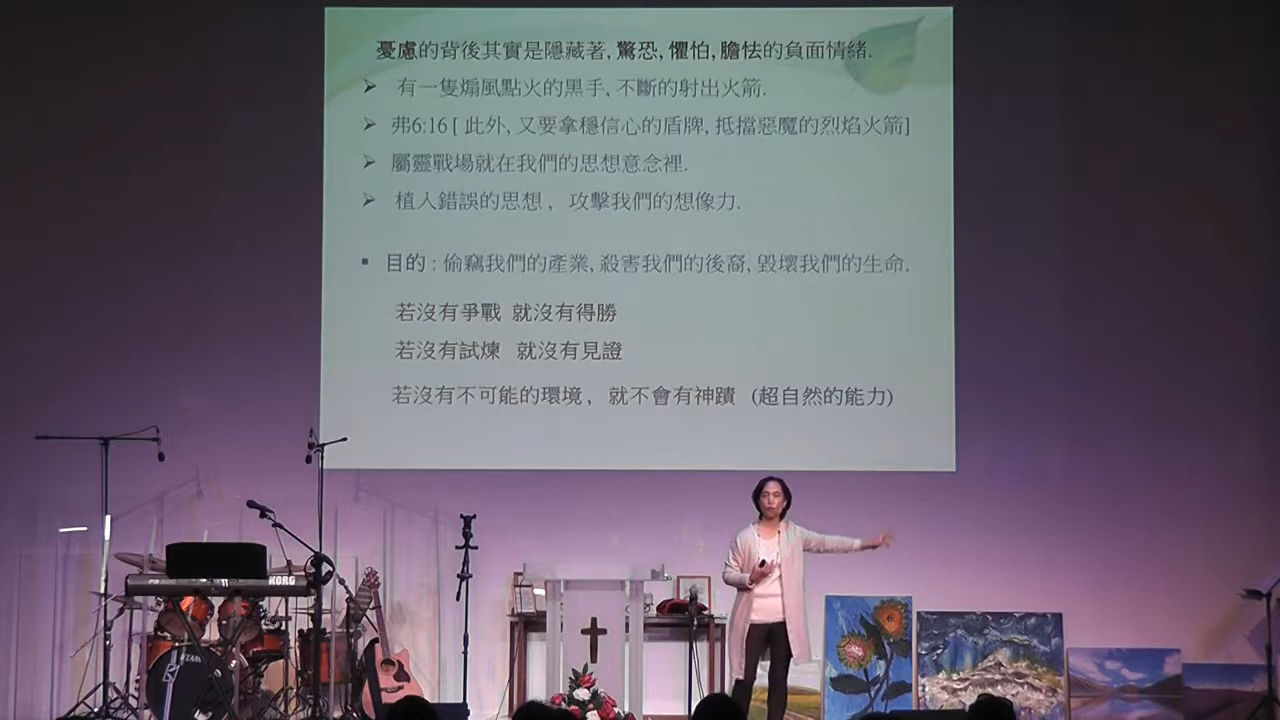 憂慮的背後其實是隱藏著, 驚恐, 懼怕, 膽怯的負面情緒.
➢ 有一隻煽風點火的黑手, 不斷的射出火箭.
➢ 弗6:16 [ 此外, 又要拿穩信心的盾牌, 抵擋惡魔的烈焰火箭]
➢ 屬靈戰場就在我們的思想意念裡.
➢ 植入錯誤的思想， 攻擊我們的想像力.
▪ 目的 : 偷竊我們的產業, 殺害我們的後裔, 毀壞我們的生命.
若沒有爭戰 就沒有得勝
若沒有試煉 就沒有見證
若沒有不可能的環境， 就不會有神蹟 (超自然的能力)
KORG